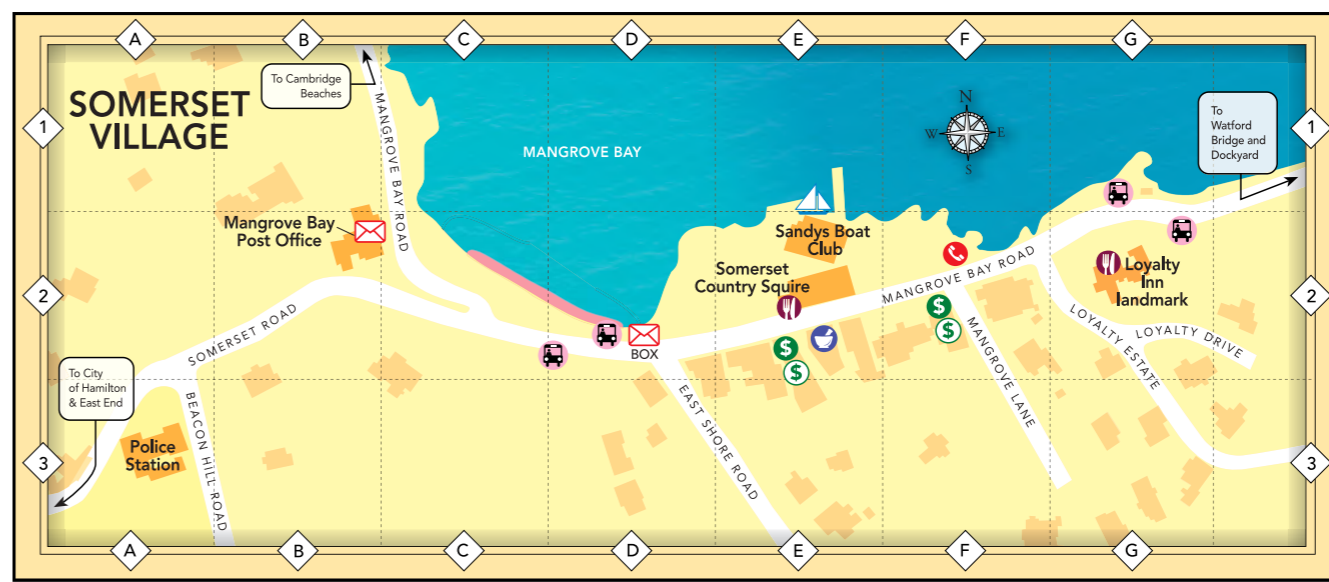 A
B
C
D
E
F
G
SOMERSET
VILLAGE
To Cambridge
Beaches
1
1
MANGROVE BAY ROAD
MANGROVE BAY
N
W
E
S
To
Watford
Bridge and
Dockyard
Mangrove Bay
Post Office
Sandys Boat
Club
Somerset
Country Squire
MANGROVE BAY ROAD
Loyalty
Inn
landmark
2
2
SOMERSET ROAD
BOX
$
$
$
$
MANGROVE LANE
LOYALTY ESTATE
LOYALTY DRIVE
To City
of Hamilton
& East End
BEACON HILL ROAD
EAST SHORE ROAD
Police
Station
3
3
A
B
C
D
E
F
G